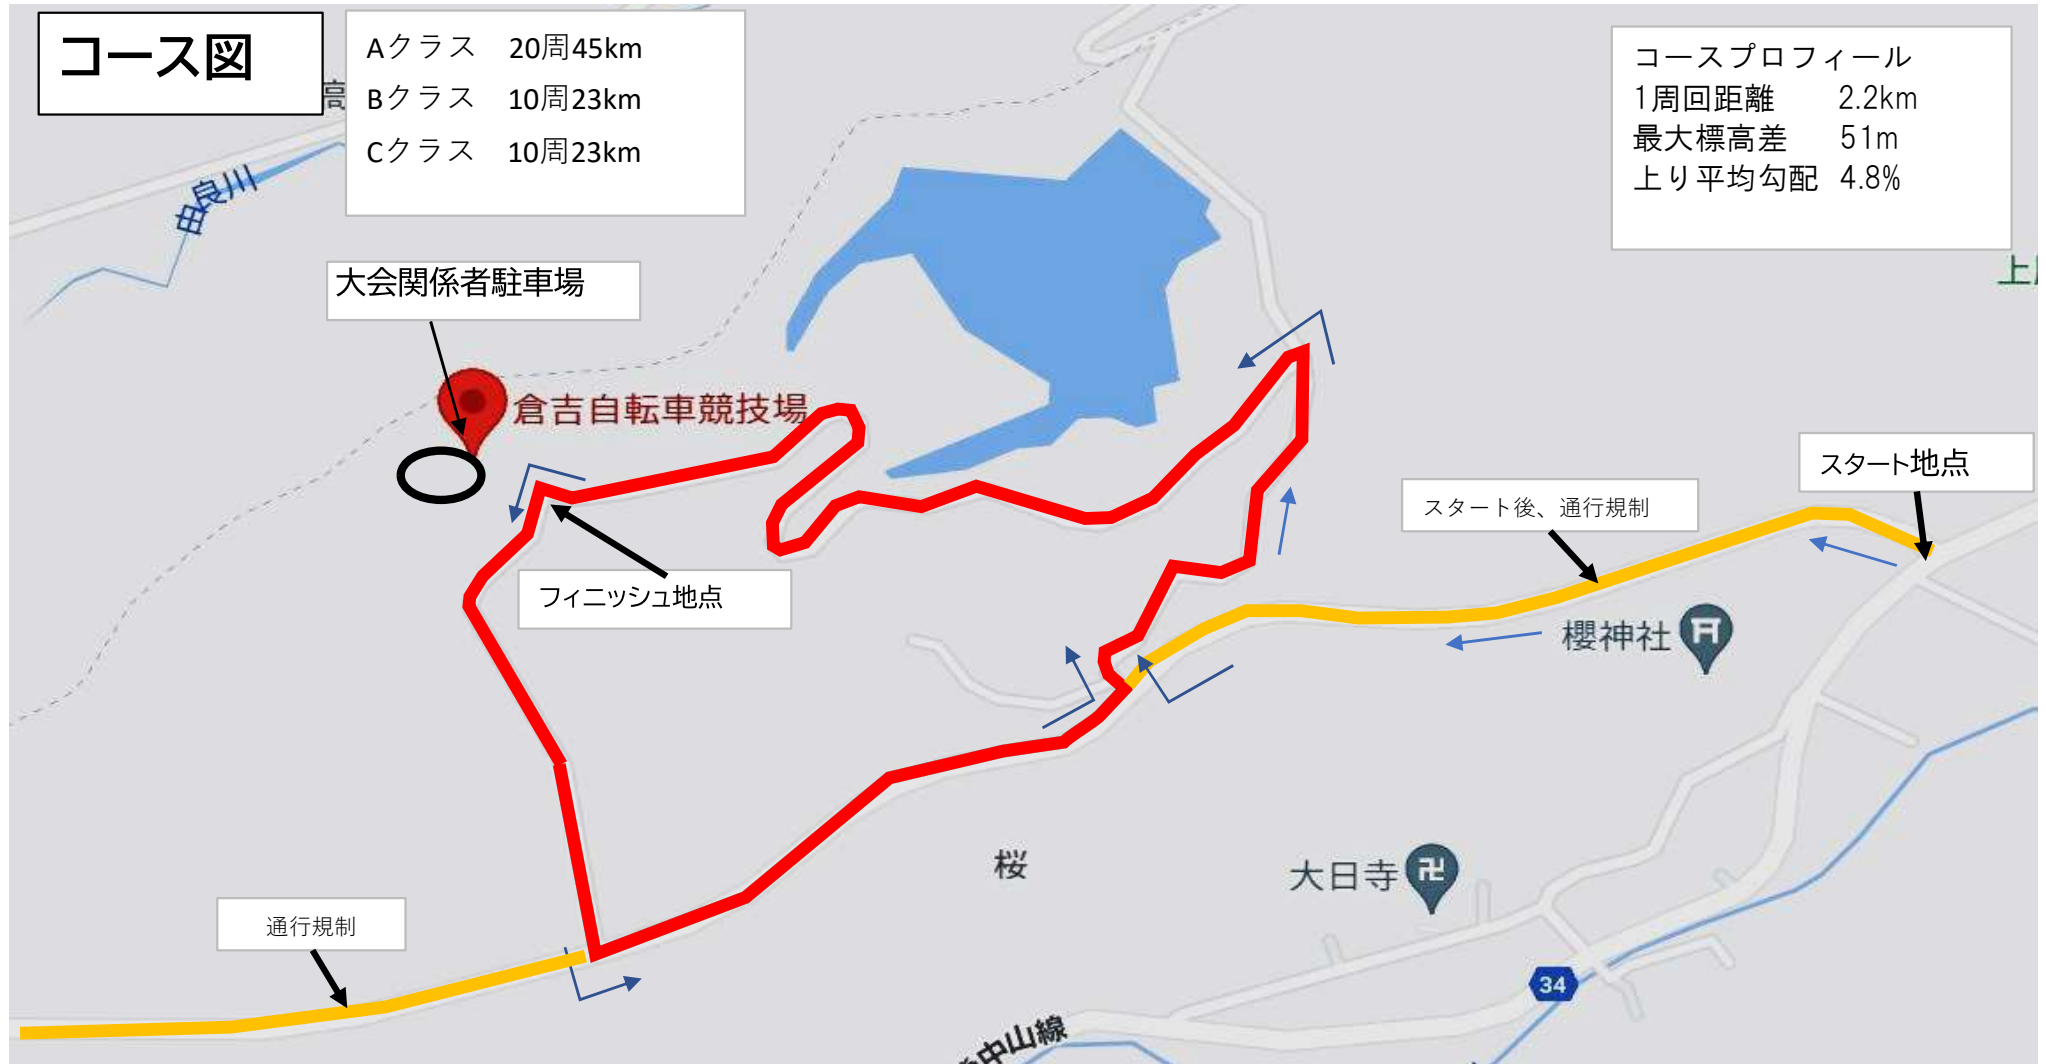 コース図
Aクラス 20周45km
Bクラス 10周23km
Cクラス 10周23km
コースプロフィール
1周回距離 2.2km
最大標高差 51m
上り平均勾配 4.8%
高
由良川
上
大会関係者駐車場
倉吉自転車競技場
スタート地点
スタート後、通行規制
フィニッシュ地点
櫻神社
桜
大日寺
通行規制
34
中山線